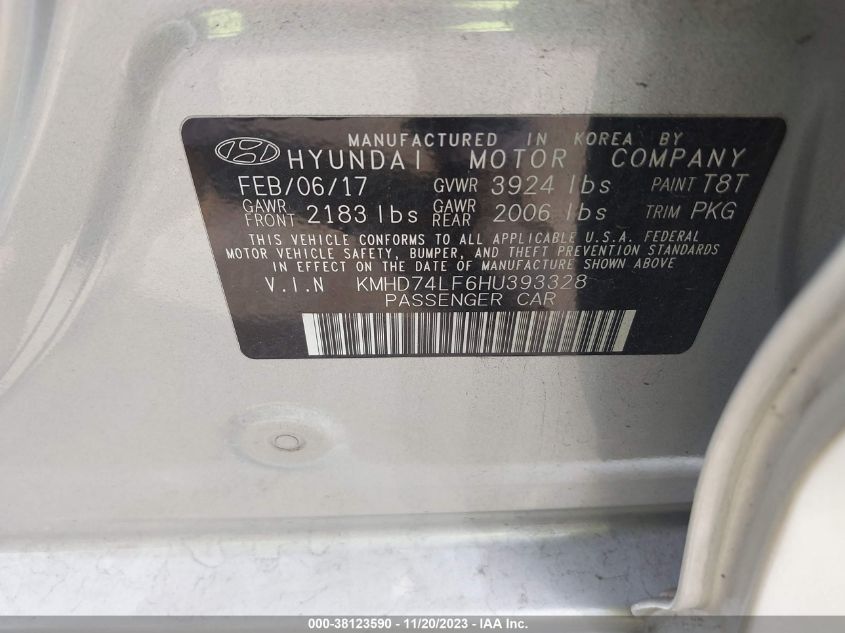 MANUFACTURED IN KOREA BY
HYUNDAI MOTOR COMPANY
FEB/06/17 GVWR 3924 lbs PAINT T8T
GAWR FRONT 2183 lbs GAWR REAR 2006 lbs TRIM PKG
THIS VEHICLE CONFORMS TO ALL APPLICABLE U.S.A. FEDERAL
MOTOR VEHICLE SAFETY, BUMPER, AND THEFT PREVENTION STANDARDS
IN EFFECT ON THE DATE OF MANUFACTURE SHOWN ABOVE
V.I.N KMHD74LF6HU393328
PASSENGER CAR
000-38123590 - 11/20/2023 - IAA Inc.